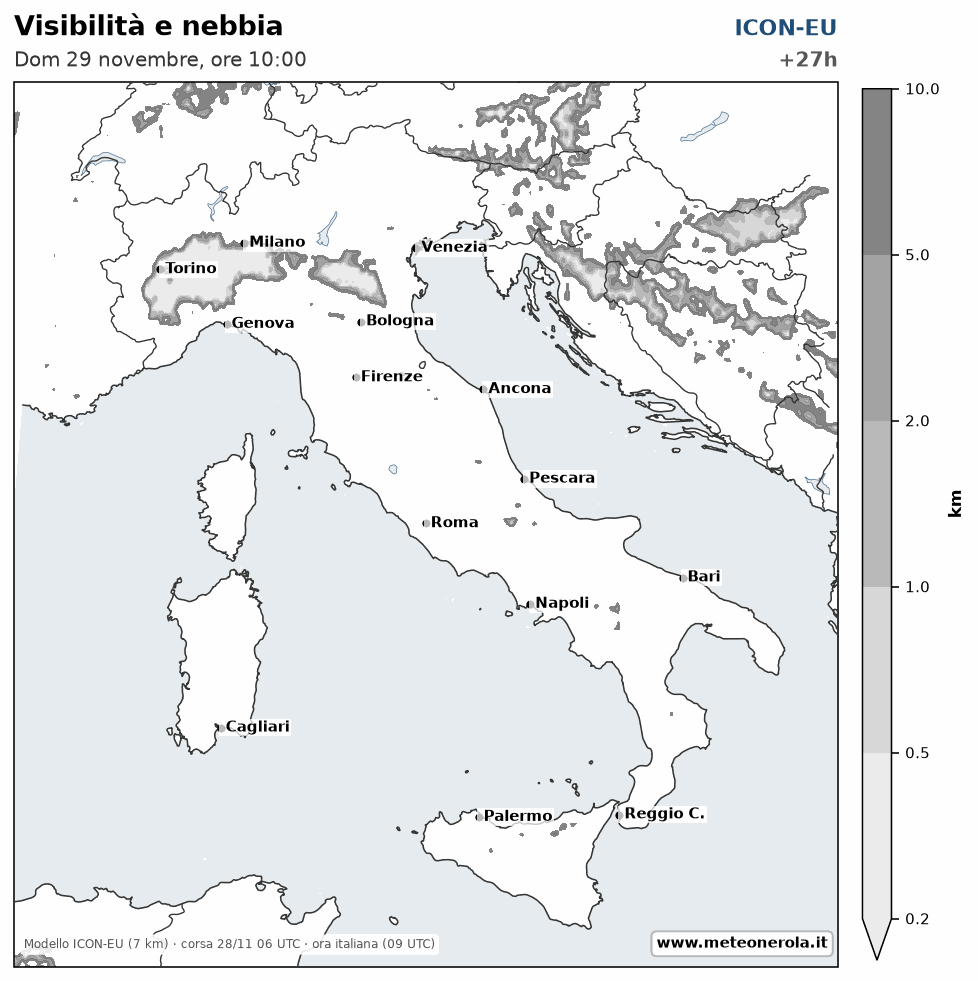 Visibilità e nebbia
ICON-EU
Dom 29 novembre, ore 10:00
+27h
10.0
Milano
Venezia
Torino
5.0
Genova
Bologna
Firenze
Ancona
2.0
Pescara
km
Roma
Bari
1.0
Napoli
Cagliari
0.5
Palermo
Reggio C.
0.2
Modello ICON-EU (7 km) · corsa 28/11 06 UTC · ora italiana (09 UTC)
www.meteonerola.it